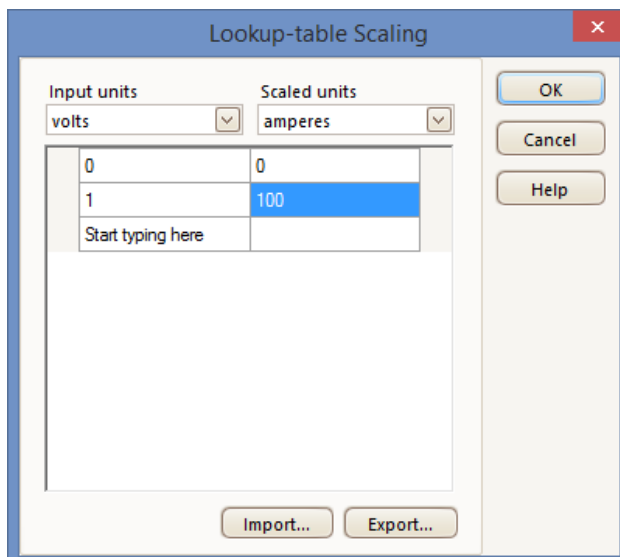 Lookup-table Scaling
Input units Scaled units
volts amperes
0 0
1 100
Start typing here
OK
Cancel
Help
Import... Export...